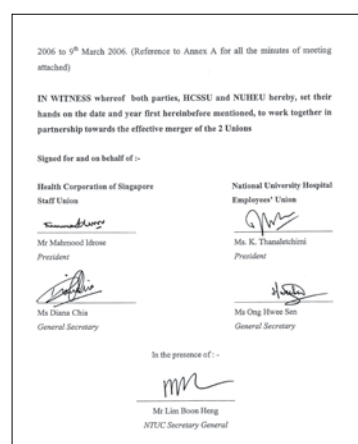 2006 to 9th March 2006. (Reference to Annex A for all the minutes of meeting
attached)
IN WITNESS whereof both parties, HCSSU and NUHEU hereby, set their
hands on the date and year first hereinbefore mentioned, to work together in
partnership towards the effective merger of the 2 Unions
Signed for and on behalf of :-
Health Corporation of Singapore
Staff Union
Mr Mahmood Idrose
President
Ms Diana Chia
General Secretary
National University Hospital
Employees' Union
Ms. K. Thanaletchimi
President
Ms Ong Hwee Sen
General Secretary
In the presence of : -
Mr Lim Boon Heng
NTUC Secretary General